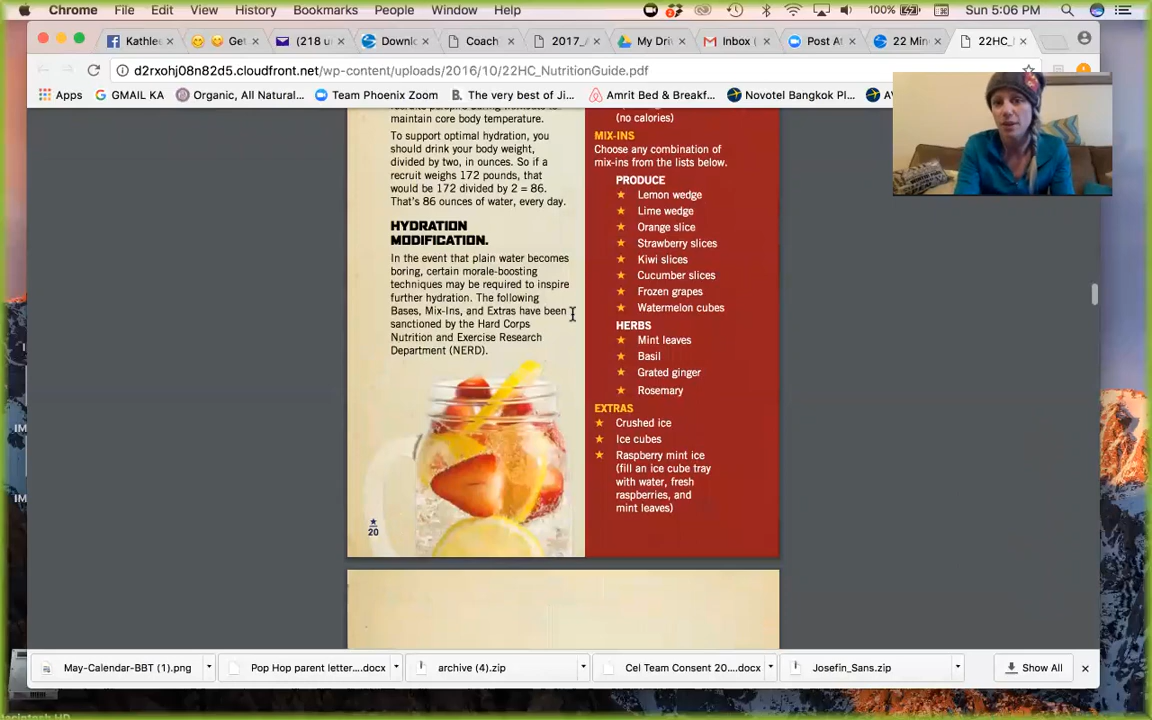 Chrome File Edit View History Bookmarks People Window Help 100% Sun 5:06 PM
Kathlee Get (218 u Downlo Coach 2017_ My Dri Inbox ( Post At 22 Min 22HC_N
d2rxohj08n82d5.cloudfront.net/wp-content/uploads/2016/10/22HC_NutritionGuide.pdf
Apps GMAIL KA Organic, All Natural... Team Phoenix Zoom B. The very best of Ji... Amrit Bed & Breakf... Novotel Bangkok Pl...
maintain core body temperature.
To support optimal hydration, you
should drink your body weight,
divided by two, in ounces. So if a
recruit weighs 172 pounds, that
would be 172 divided by 2 = 86.
That's 86 ounces of water, every day.
HYDRATION
MODIFICATION.
In the event that plain water becomes
boring, certain morale-boosting
techniques may be required to inspire
further hydration. The following
Bases, Mix-Ins, and Extras have been
sanctioned by the Hard Corps
Nutrition and Exercise Research
Department (NERD).
20
(no calories)
MIX-INS
Choose any combination of
mix-ins from the lists below.
PRODUCE
Lemon wedge
Lime wedge
Orange slice
Strawberry slices
Kiwi slices
Cucumber slices
Frozen grapes
Watermelon cubes
HERBS
Mint leaves
Basil
Grated ginger
Rosemary
EXTRAS
Crushed ice
Ice cubes
Raspberry mint ice
(fill an ice cube tray
with water, fresh
raspberries, and
mint leaves)
IM
IM
May-Calendar-BBT (1).png Pop Hop parent letter....docx archive (4).zip Cel Team Consent 20....docx Josefin_Sans.zip Show All